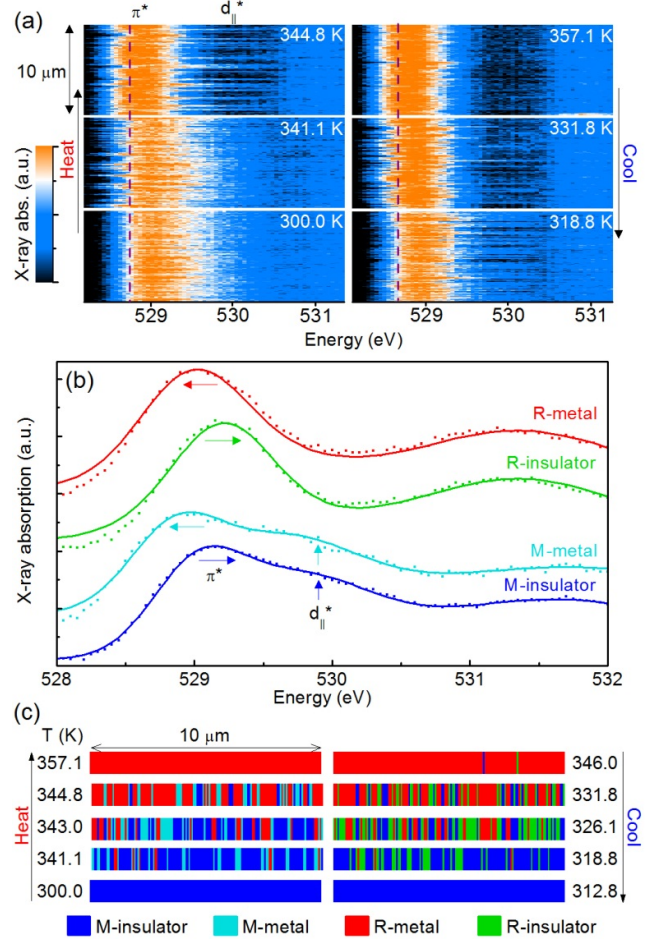 (a)
π*
d||*
344.8 K
357.1 K
10 μm
341.1 K
331.8 K
Heat
Cool
X-ray abs. (a.u.)
300.0 K
318.8 K
529
530
531
529
530
531
Energy (eV)
Energy (eV)
(b)
R-metal
R-insulator
M-metal
M-insulator
π*
d||*
X-ray absorption (a.u.)
528
529
530
531
532
Energy (eV)
(c)
T (K)
10 μm
357.1
346.0
344.8
331.8
343.0
326.1
341.1
318.8
300.0
312.8
Heat
Cool
M-insulator
M-metal
R-metal
R-insulator